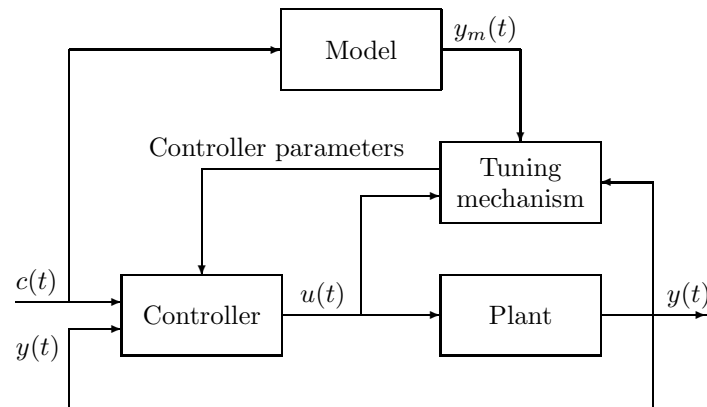 Model
y_m(t)
Controller parameters
Tuning
mechanism
c(t)
Controller
u(t)
Plant
y(t)
y(t)